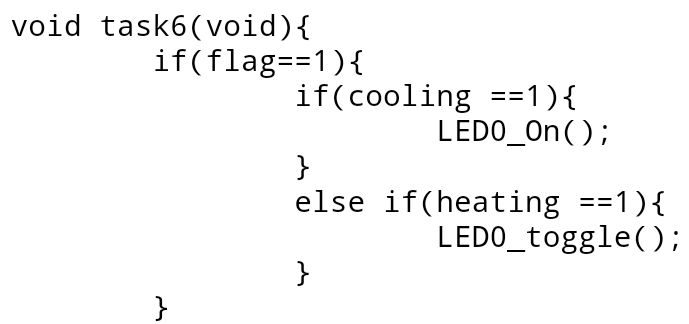 void task6(void){
        if(flag==1){
                if(cooling ==1){
                        LED0_On();
                }
                else if(heating ==1){
                        LED0_toggle();
                }
        }